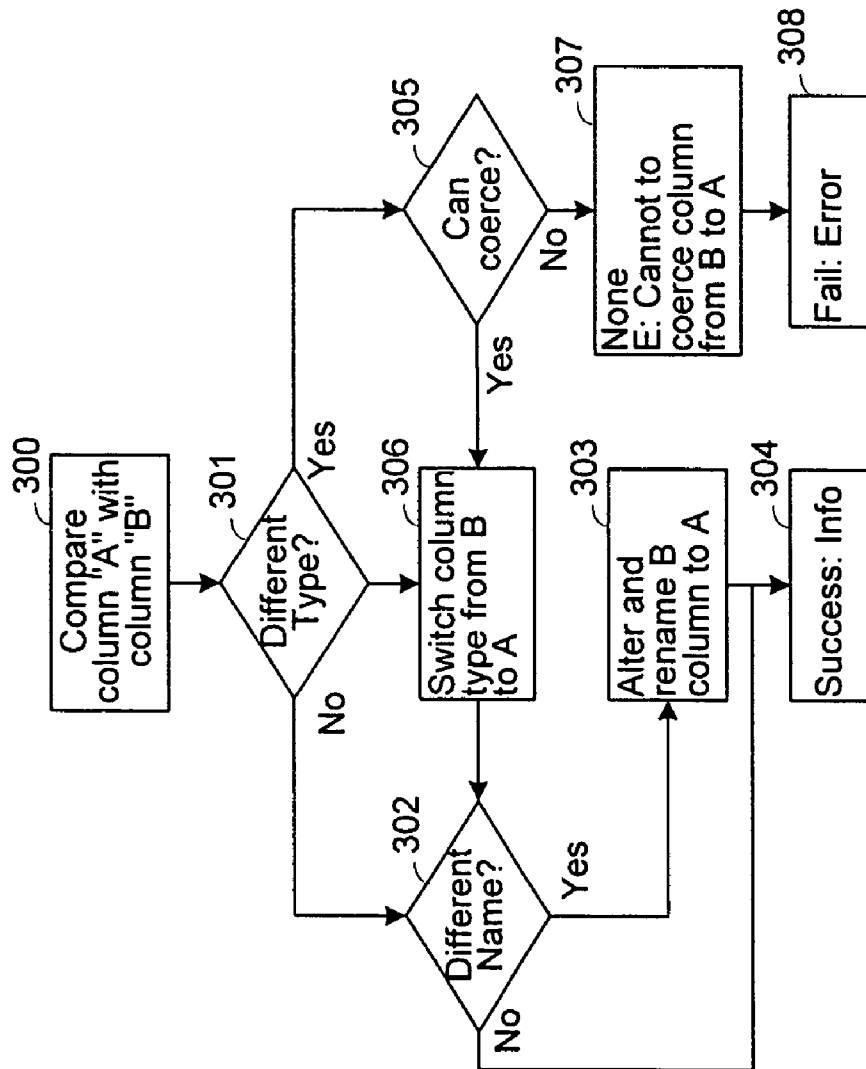 300
Compare
column "A" with
column "B"
301
Different
Type?
No
Yes
302
Different
Name?
No
Yes
306
Switch column
type from B
to A
Yes
305
Can
coerce?
No
303
Alter and
rename B
column to A
307
None
E: Cannot to
coerce column
from B to A
304
Success: Info
308
Fail: Error